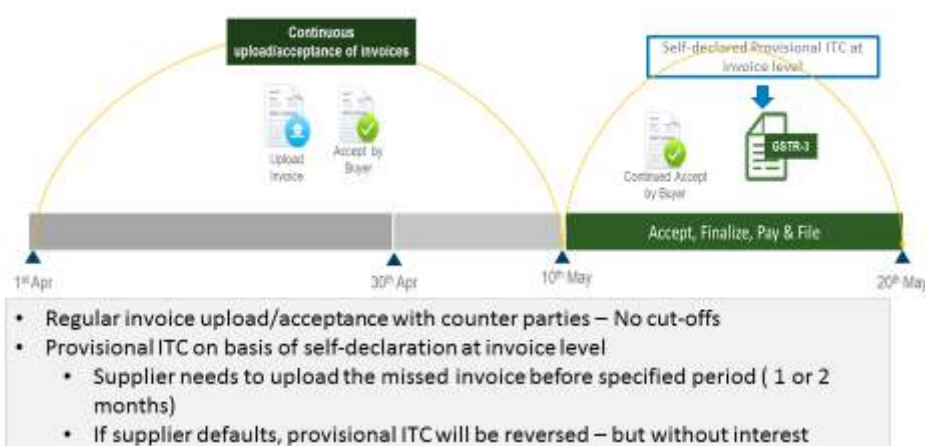 Continuous
upload/acceptance of invoices
Self-declared Provisional ITC at
invoice level
Upload
Invoice
Accept by
Buyer
GSTR-3
Continued Accept
by Buyer
Accept, Finalize, Pay & File
1st Apr
30th Apr
10th May
20th May
• Regular invoice upload/acceptance with counter parties – No cut-offs
• Provisional ITC on basis of self-declaration at invoice level
• Supplier needs to upload the missed invoice before specified period ( 1 or 2
months)
• If supplier defaults, provisional ITC will be reversed – but without interest